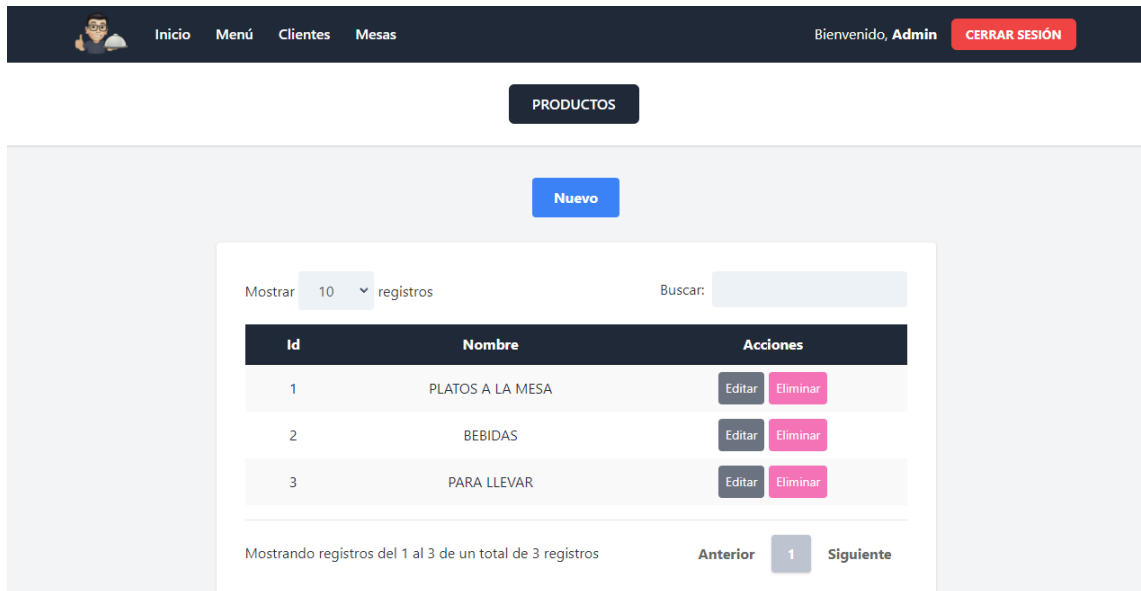 Inicio Menú Clientes Mesas Bienvenido, Admin CERRAR SESIÓN
PRODUCTOS
Nuevo
Mostrar 10 registros Buscar:
Id Nombre Acciones
1 PLATOS A LA MESA Editar Eliminar
2 BEBIDAS Editar Eliminar
3 PARA LLEVAR Editar Eliminar
Mostrando registros del 1 al 3 de un total de 3 registros Anterior 1 Siguiente